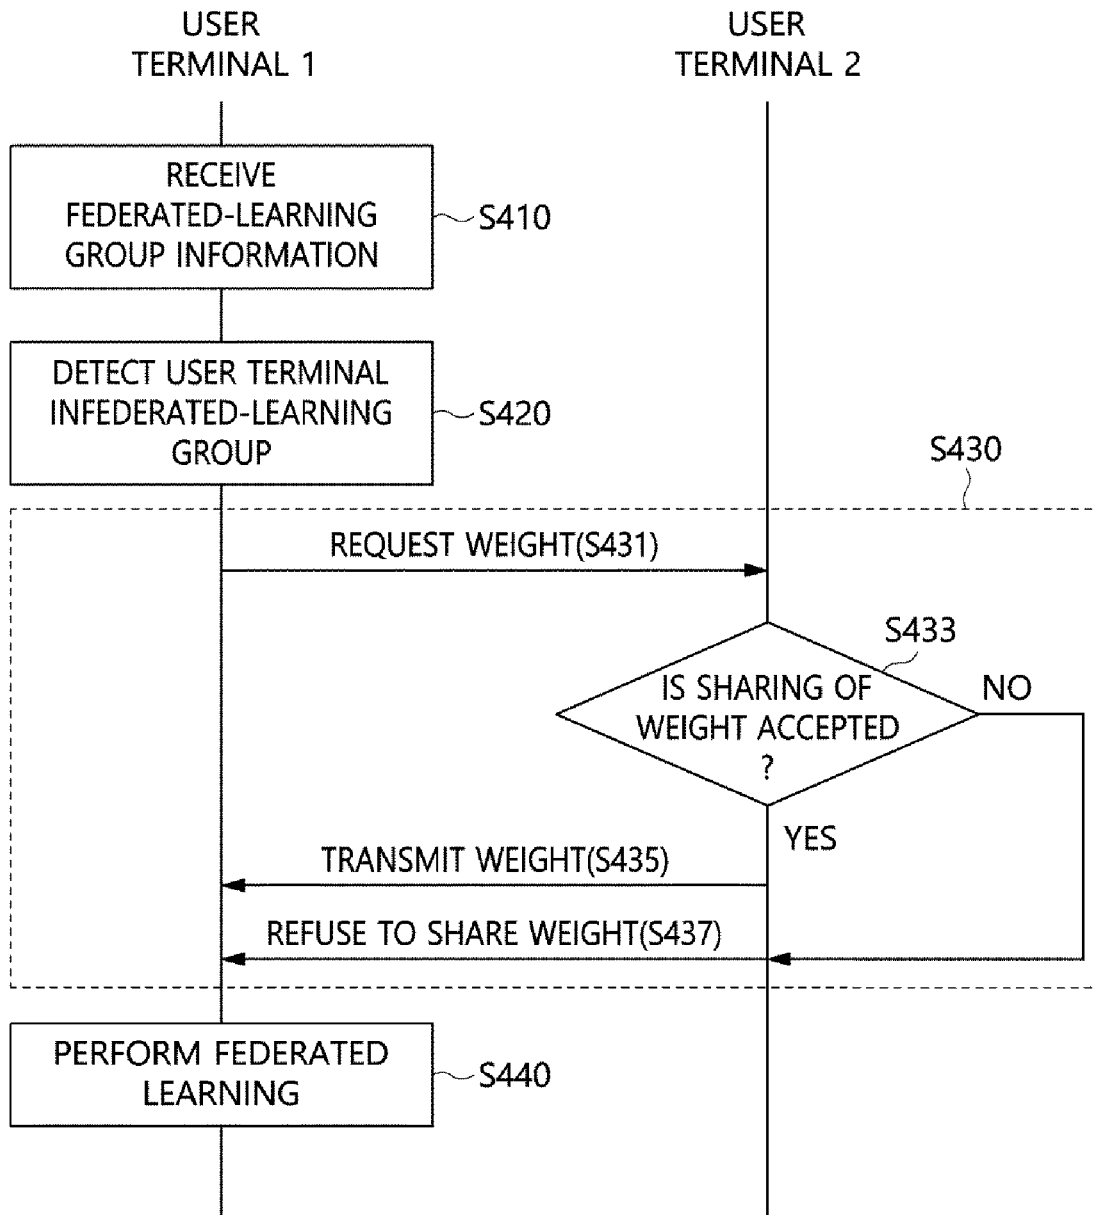 USER
TERMINAL 1
USER
TERMINAL 2
RECEIVE
FEDERATED-LEARNING
GROUP INFORMATION
S410
DETECT USER TERMINAL
INFEDERATED-LEARNING
GROUP
S420
S430
REQUEST WEIGHT(S431)
S433
IS SHARING OF
WEIGHT ACCEPTED
?
NO
YES
TRANSMIT WEIGHT(S435)
REFUSE TO SHARE WEIGHT(S437)
PERFORM FEDERATED
LEARNING
S440